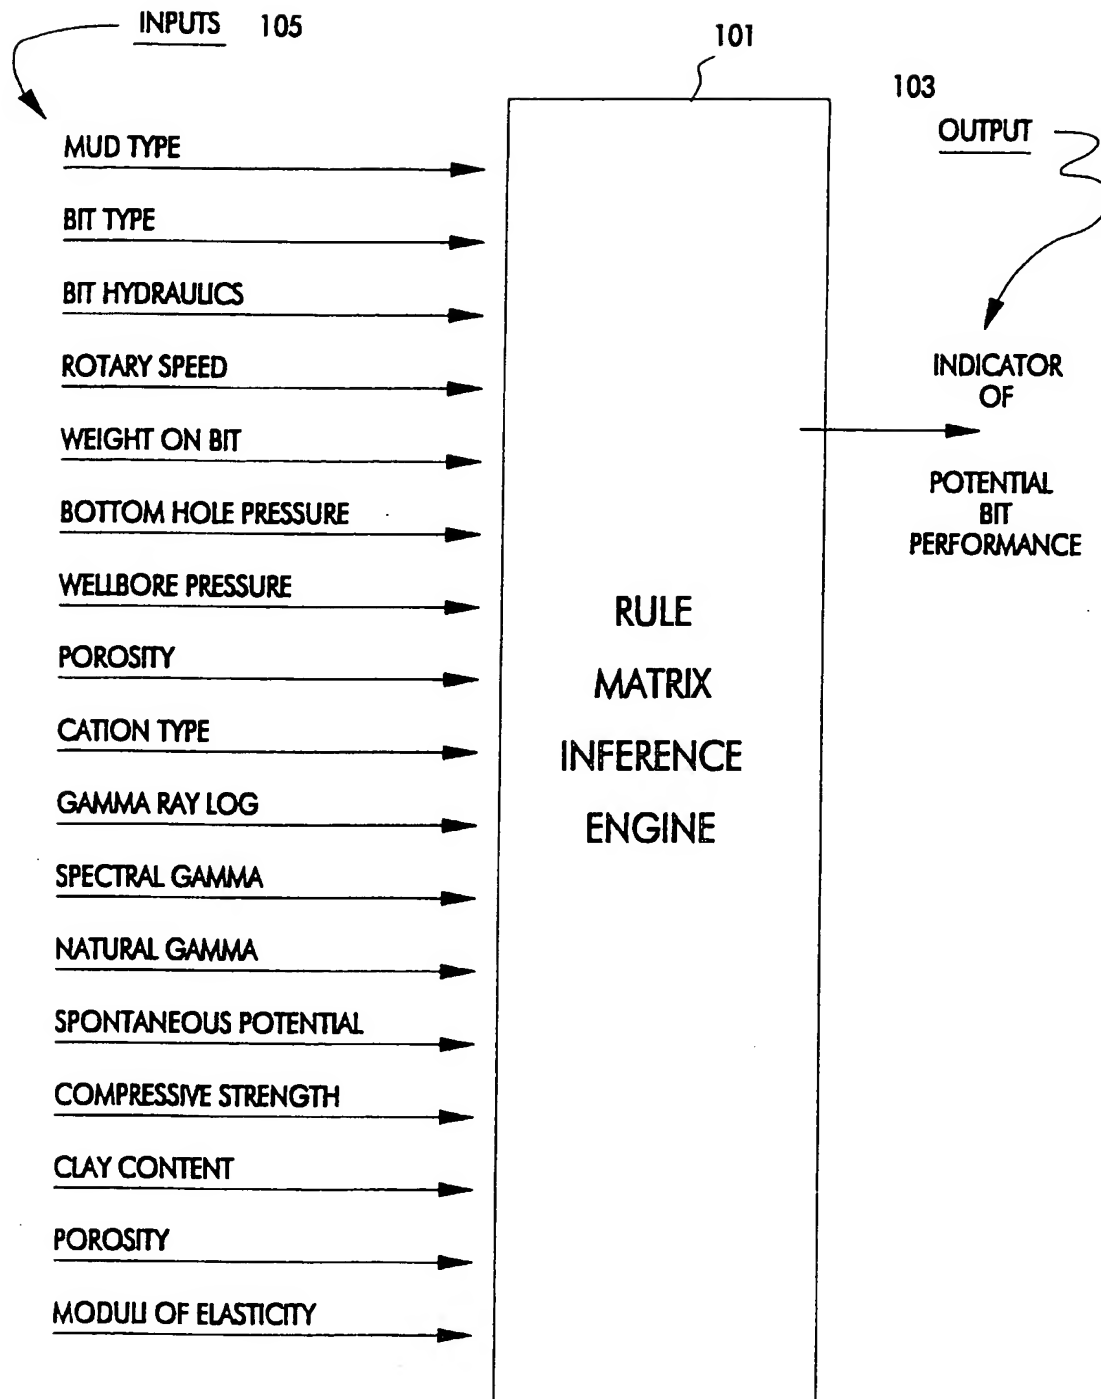 INPUTS 105
MUD TYPE
BIT TYPE
BIT HYDRAULICS
ROTARY SPEED
WEIGHT ON BIT
BOTTOM HOLE PRESSURE
WELLBORE PRESSURE
POROSITY
CATION TYPE
GAMMA RAY LOG
SPECTRAL GAMMA
NATURAL GAMMA
SPONTANEOUS POTENTIAL
COMPRESSIVE STRENGTH
CLAY CONTENT
POROSITY
MODULI OF ELASTICITY
101
RULE
MATRIX
INFERENCE
ENGINE
103
OUTPUT
INDICATOR
OF
POTENTIAL
BIT
PERFORMANCE